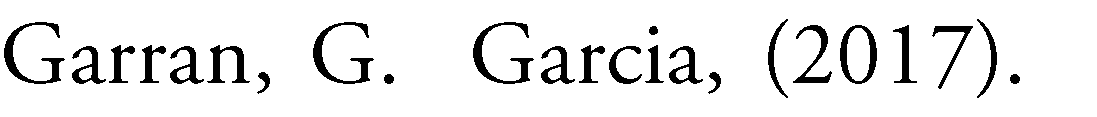 Garran, G. Garcia, (2017).